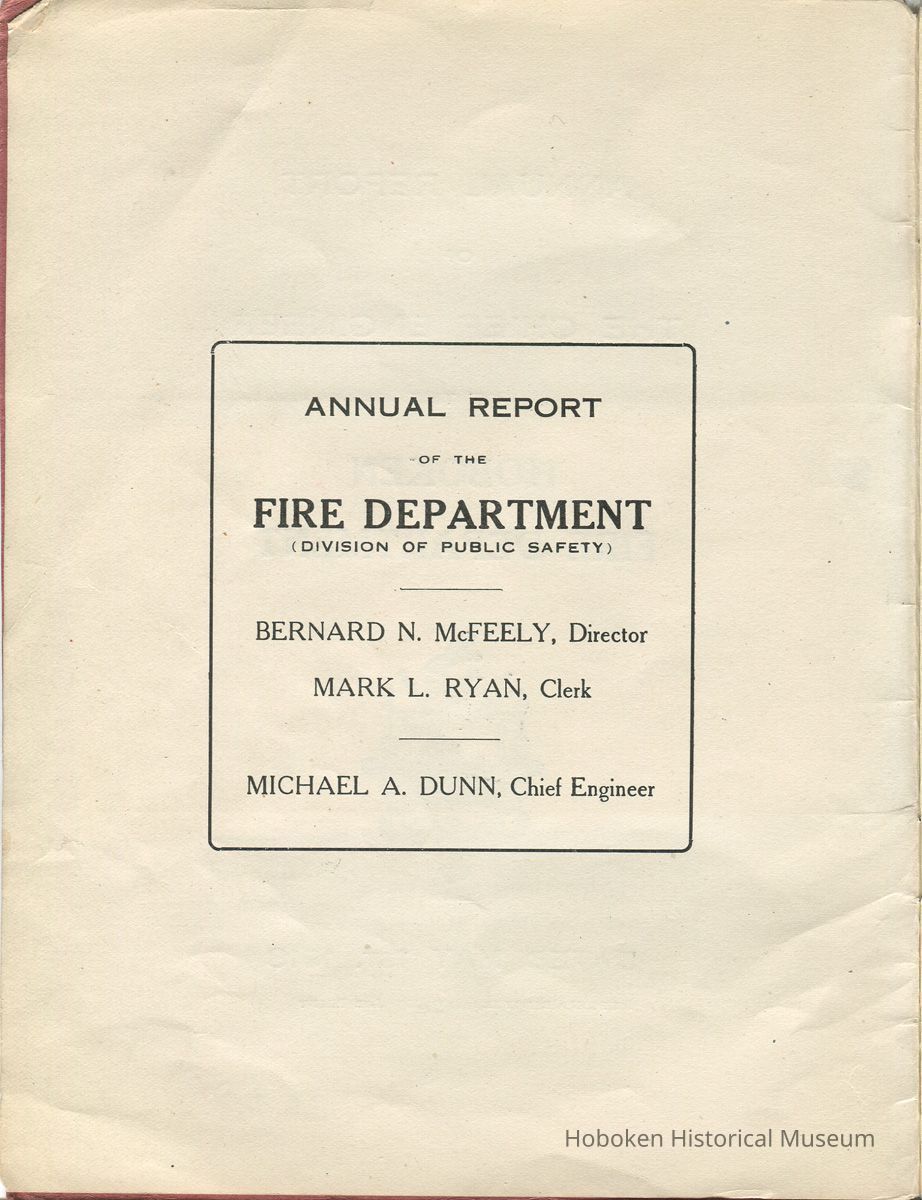 ANNUAL REPORT
OF THE
FIRE DEPARTMENT
(DIVISION OF PUBLIC SAFETY)
BERNARD N. McFEELY, Director
MARK L. RYAN, Clerk
MICHAEL A. DUNN, Chief Engineer
Hoboken Historical Museum